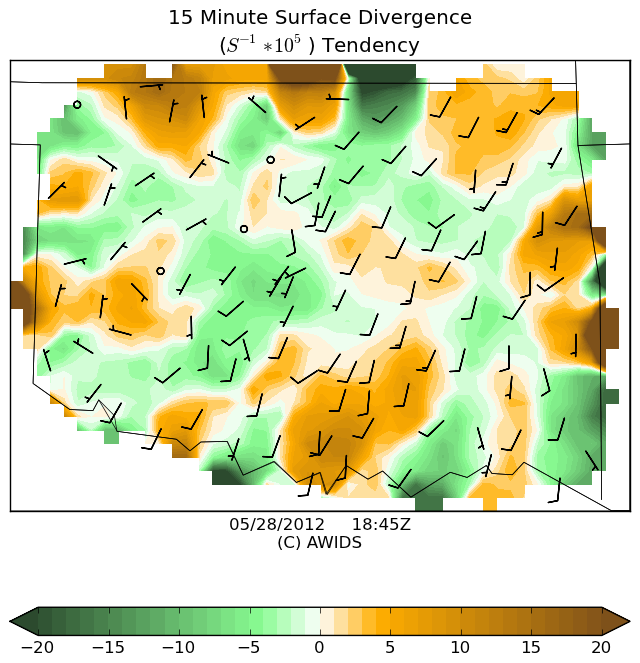 15 Minute Surface Divergence
(S⁻¹ * 10⁵ ) Tendency
05/28/2012 18:45Z
(C) AWIDS
−20 −15 −10 −5 0 5 10 15 20